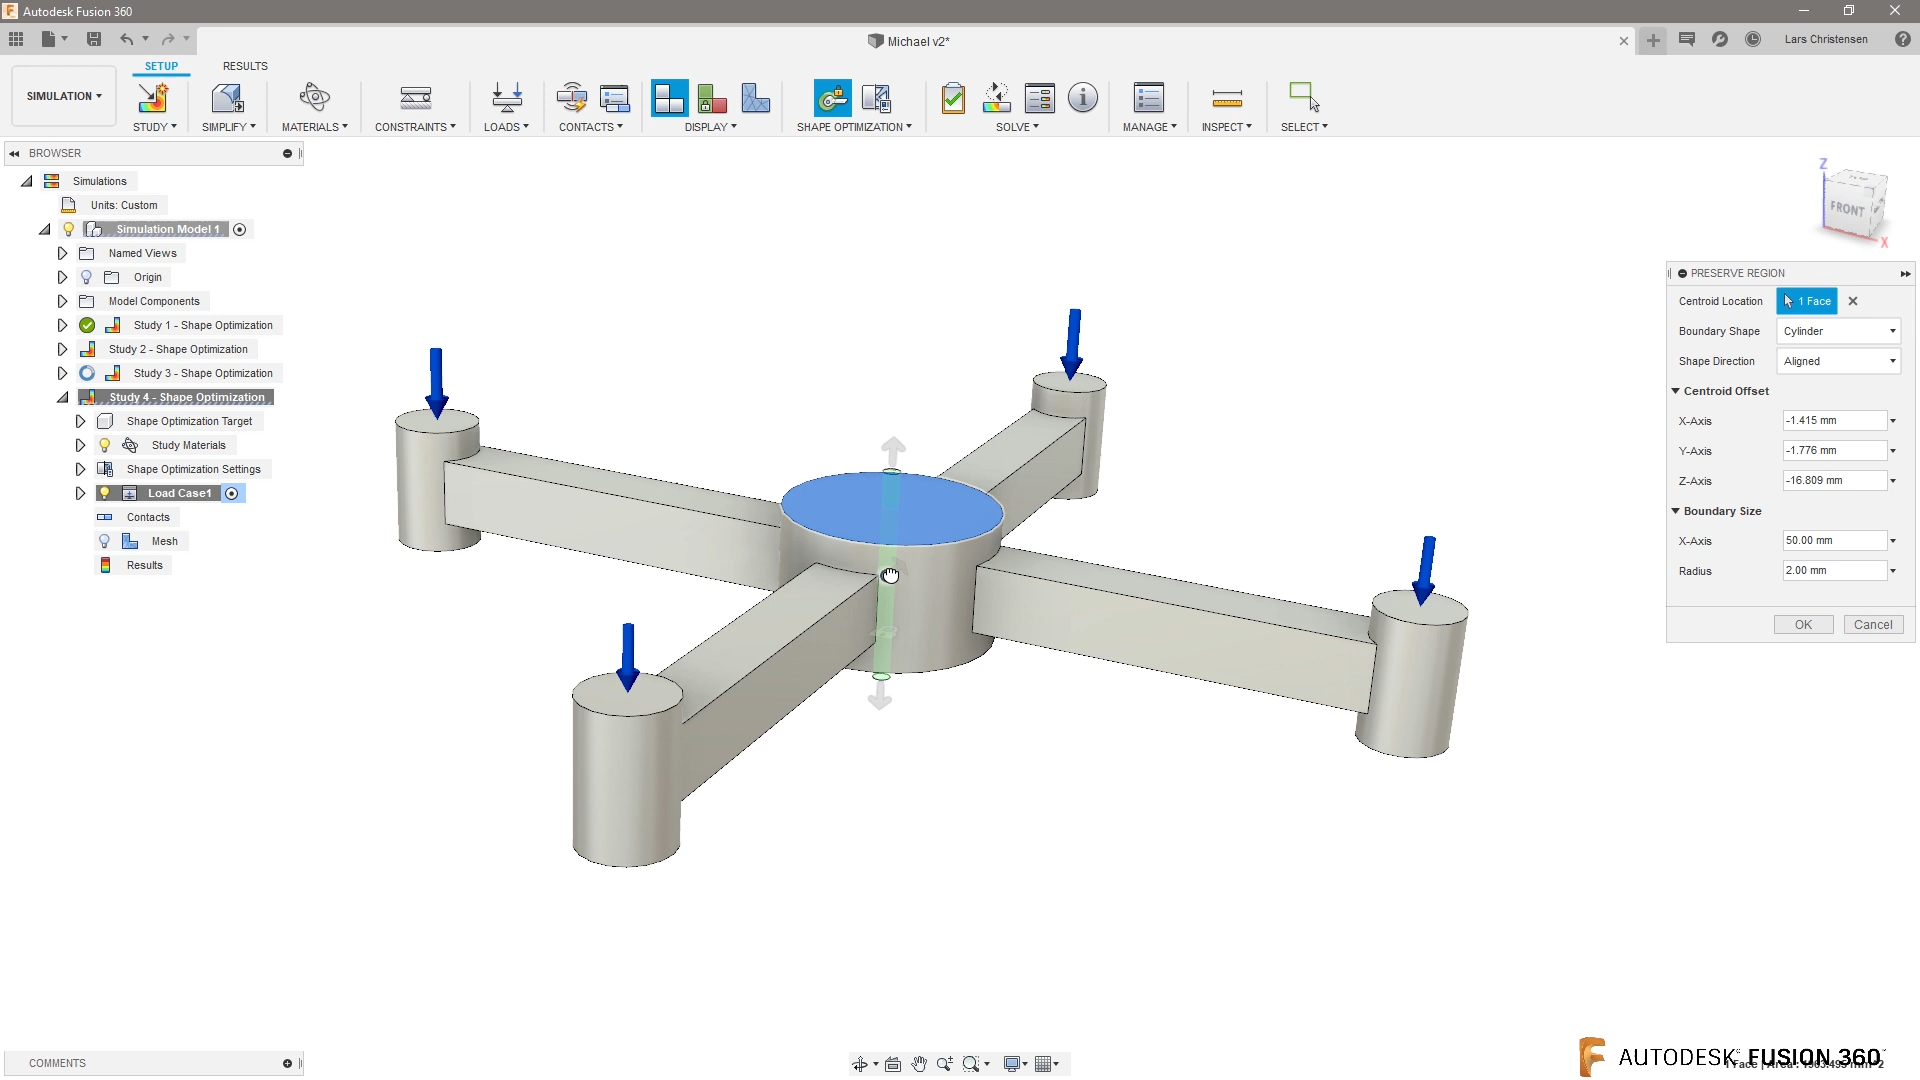 Autodesk Fusion 360
Michael v2*
Lars Christensen
SETUP
RESULTS
SIMULATION
STUDY
SIMPLIFY
MATERIALS
CONSTRAINTS
LOADS
CONTACTS
DISPLAY
SHAPE OPTIMIZATION
SOLVE
MANAGE
INSPECT
SELECT
BROWSER
Simulations
Units: Custom
Simulation Model 1
Named Views
Origin
Model Components
Study 1 - Shape Optimization
Study 2 - Shape Optimization
Study 3 - Shape Optimization
Study 4 - Shape Optimization
Shape Optimization Target
Study Materials
Shape Optimization Settings
Load Case1
Contacts
Mesh
Results
Z
FRONT
X
PRESERVE REGION
Centroid Location
1 Face
Boundary Shape
Cylinder
Shape Direction
Aligned
Centroid Offset
X-Axis
-1.415 mm
Y-Axis
-1.776 mm
Z-Axis
-16.809 mm
Boundary Size
X-Axis
50.00 mm
Radius
2.00 mm
OK
Cancel
COMMENTS
AUTODESK FUSION 360